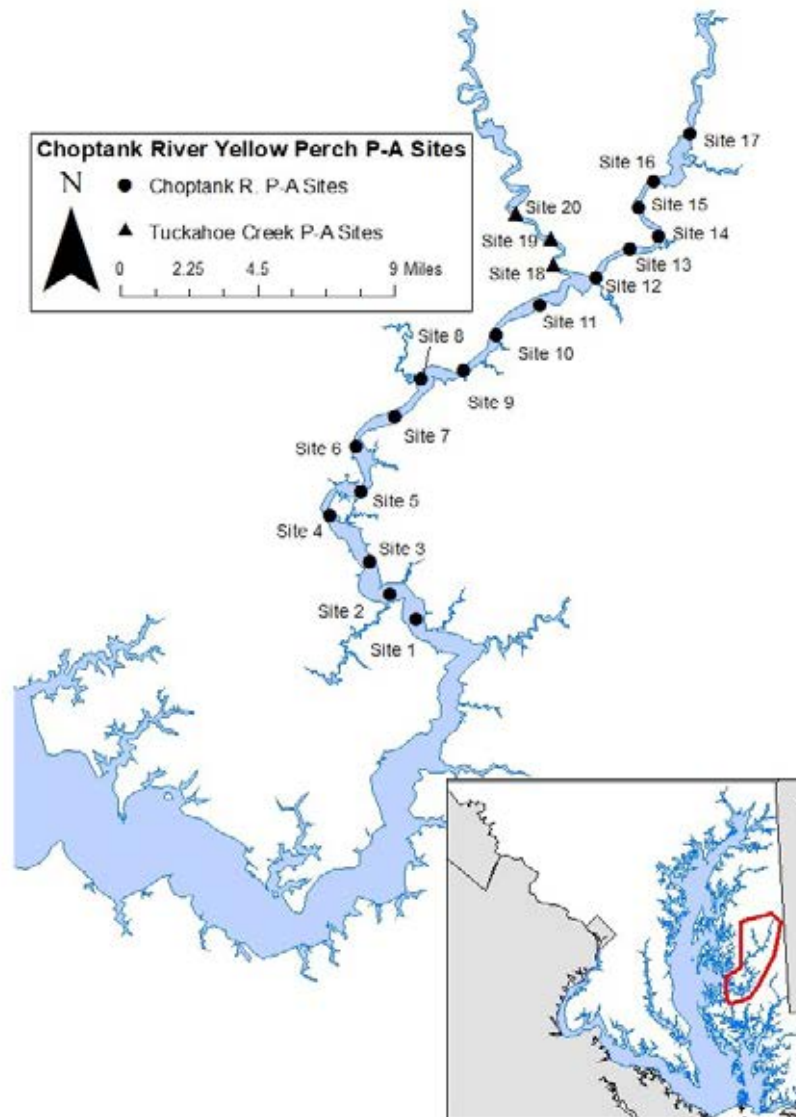 Choptank River Yellow Perch P-A Sites
N
Choptank R. P-A Sites
Tuckahoe Creek P-A Sites
0 2.25 4.5 9 Miles
Site 17
Site 16
Site 15
Site 20
Site 14
Site 19
Site 13
Site 18
Site 12
Site 11
Site 8
Site 10
Site 9
Site 7
Site 6
Site 5
Site 4
Site 3
Site 2
Site 1